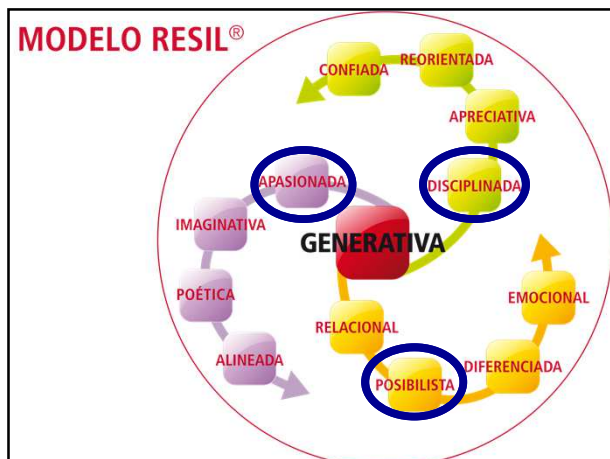 MODELO RESIL®
CONFIADA
REORIENTADA
APRECIATIVA
DISCIPLINADA
APASIONADA
IMAGINATIVA
POÉTICA
ALINEADA
GENERATIVA
RELACIONAL
POSIBILISTA
DIFERENCIADA
EMOCIONAL